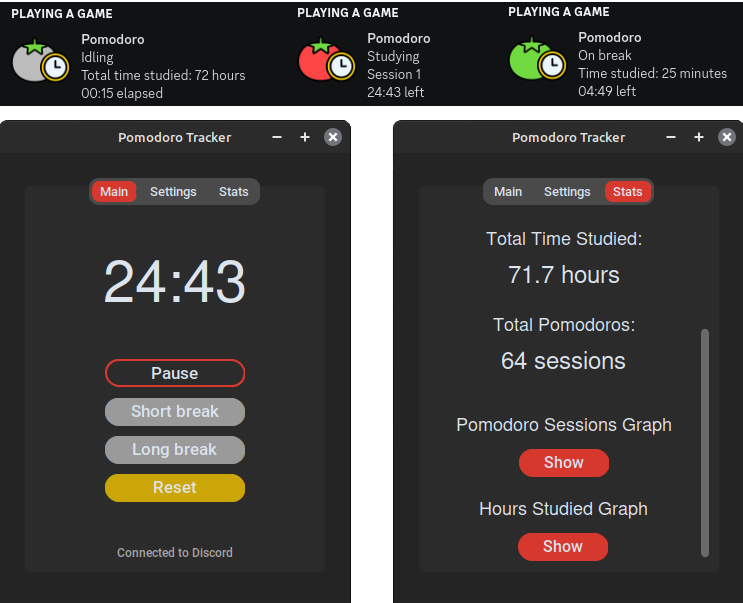 PLAYING A GAME
Pomodoro
Idling
Total time studied: 72 hours
00:15 elapsed
PLAYING A GAME
Pomodoro
Studying
Session 1
24:43 left
PLAYING A GAME
Pomodoro
On break
Time studied: 25 minutes
04:49 left
Pomodoro Tracker
Main Settings Stats
24:43
Pause
Short break
Long break
Reset
Connected to Discord
Pomodoro Tracker
Main Settings Stats
Total Time Studied:
71.7 hours
Total Pomodoros:
64 sessions
Pomodoro Sessions Graph
Show
Hours Studied Graph
Show